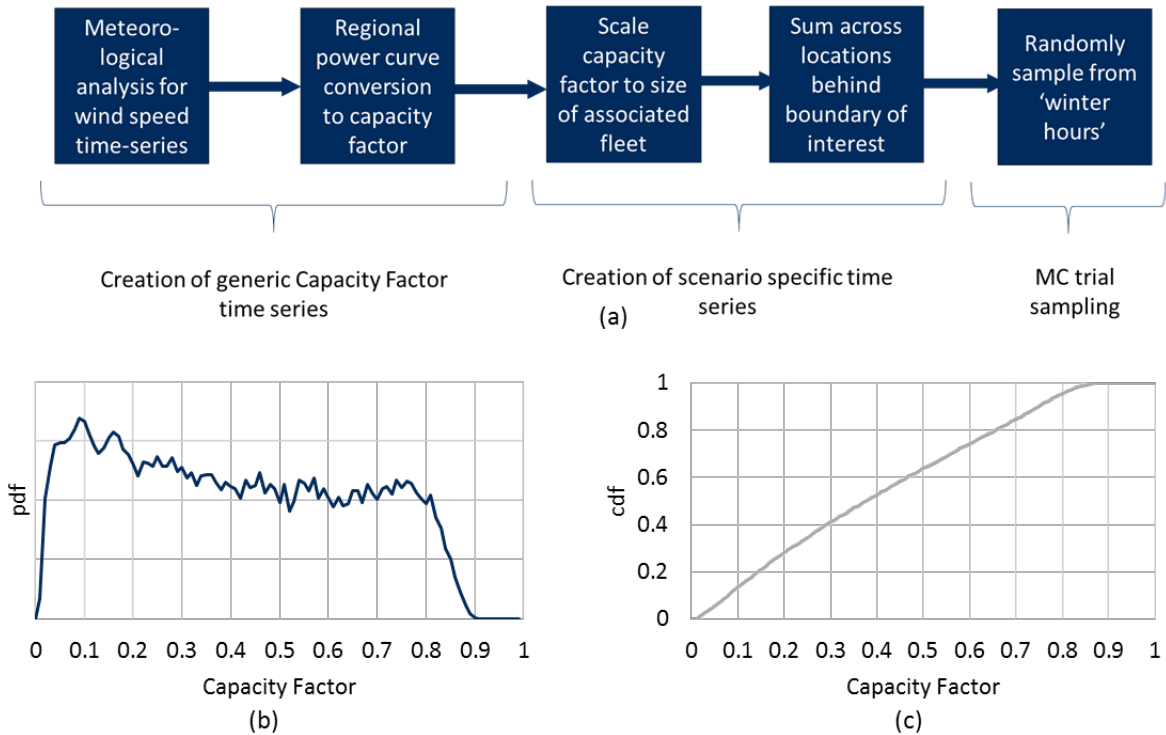 Meteoro-
logical
analysis for
wind speed
time-series
Regional
power curve
conversion
to capacity
factor
Scale
capacity
factor to size
of associated
fleet
Sum across
locations
behind
boundary of
interest
Randomly
sample from
‘winter
hours’
Creation of generic Capacity Factor
time series
Creation of scenario specific time
series
MC trial
sampling
(a)
pdf
0 0.1 0.2 0.3 0.4 0.5 0.6 0.7 0.8 0.9 1
Capacity Factor
(b)
cdf
1
0.8
0.6
0.4
0.2
0
0 0.1 0.2 0.3 0.4 0.5 0.6 0.7 0.8 0.9 1
Capacity Factor
(c)